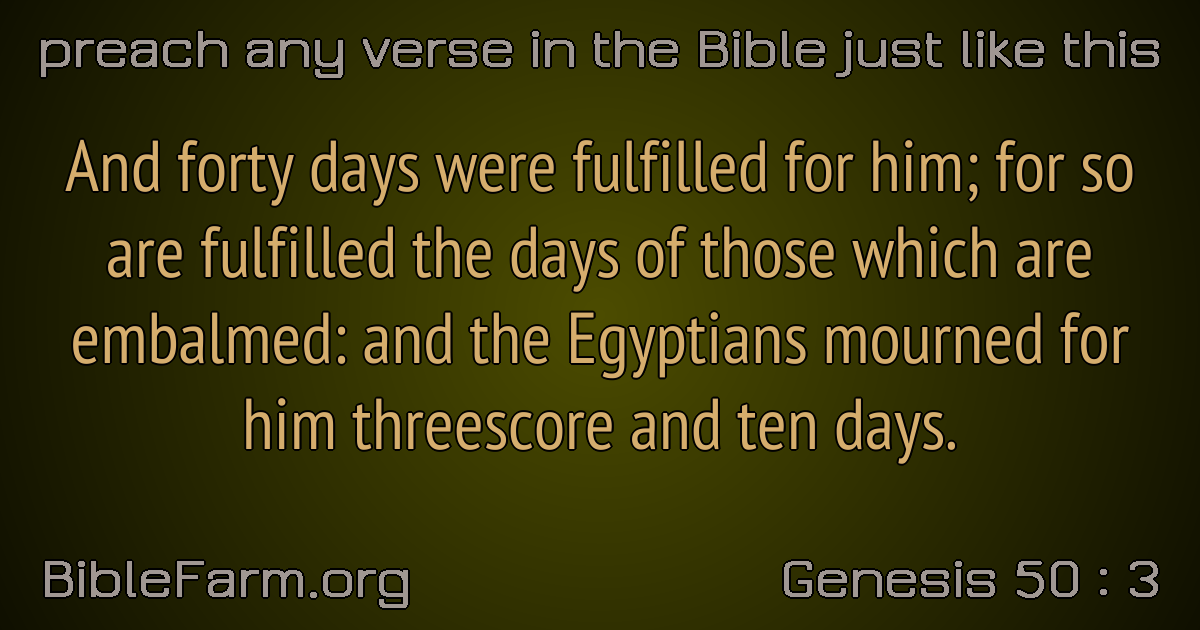 preach any verse in the Bible just like this
And forty days were fulfilled for him; for so
are fulfilled the days of those which are
embalmed: and the Egyptians mourned for
him threescore and ten days.
BibleFarm.org
Genesis 50 : 3